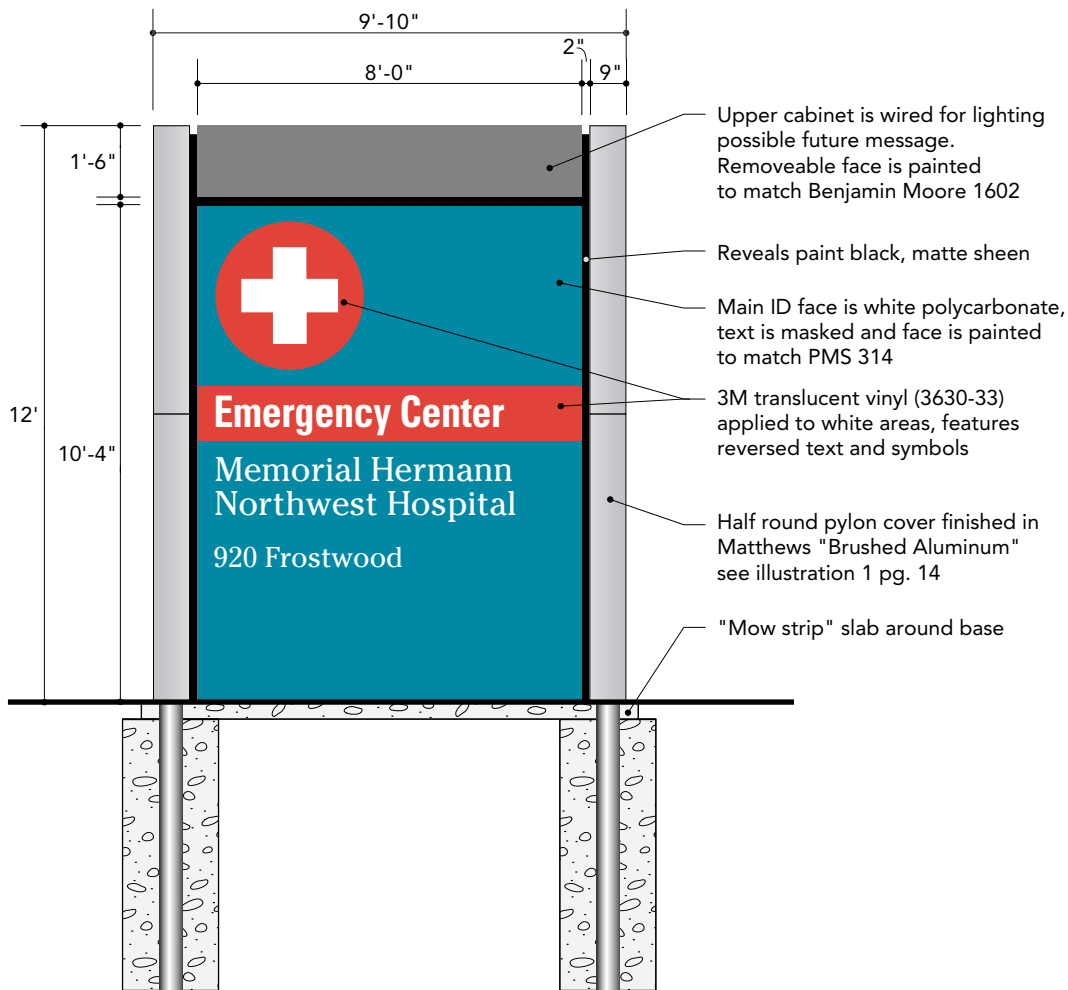 9'-10"
2"
8'-0"
9"
1'-6"
12'
10'-4"
Upper cabinet is wired for lighting
possible future message.
Removeable face is painted
to match Benjamin Moore 1602
Reveals paint black, matte sheen
Main ID face is white polycarbonate,
text is masked and face is painted
to match PMS 314
3M translucent vinyl (3630-33)
applied to white areas, features
reversed text and symbols
Half round pylon cover finished in
Matthews "Brushed Aluminum"
see illustration 1 pg. 14
"Mow strip" slab around base
Emergency Center
Memorial Hermann
Northwest Hospital
920 Frostwood